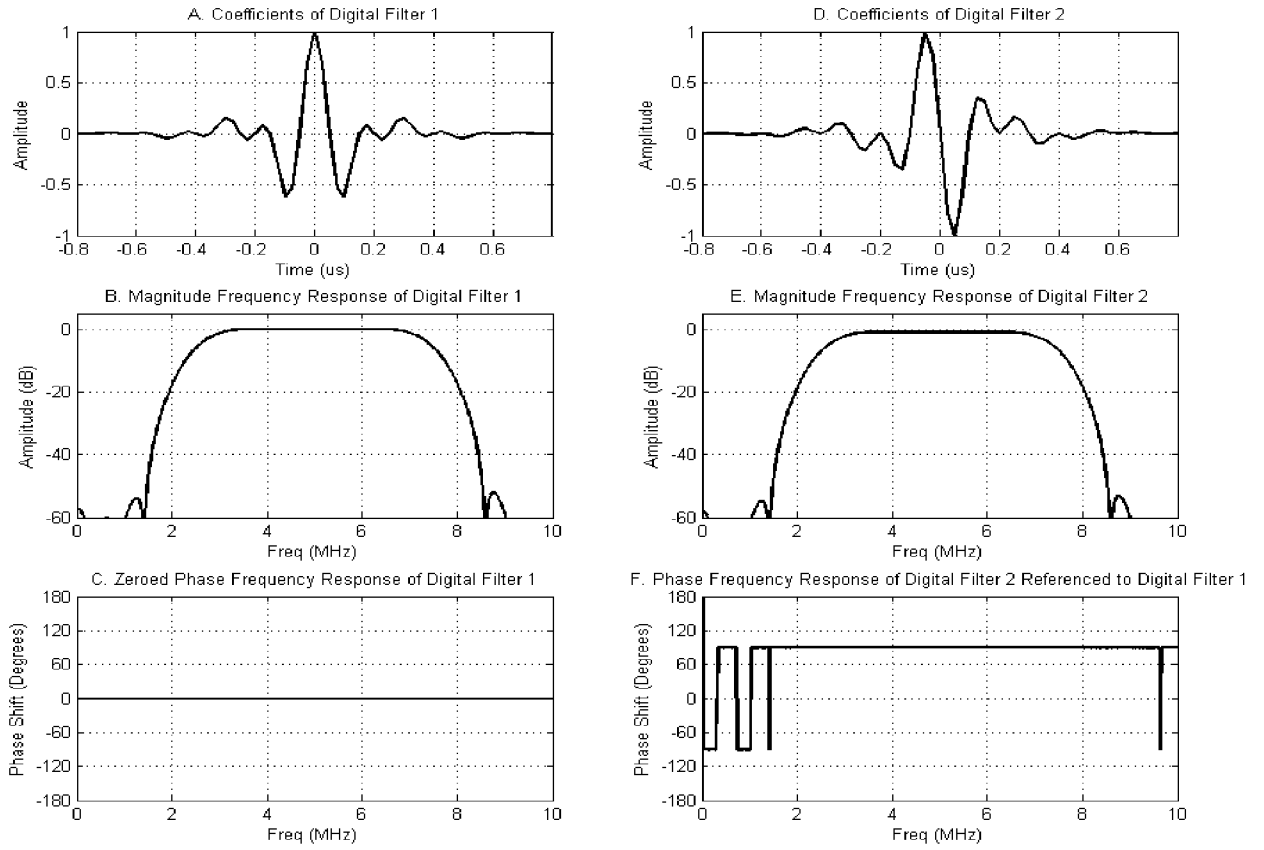 A. Coefficients of Digital Filter 1
1
0.5
0
-0.5
-1
Amplitude
-0.8 -0.6 -0.4 -0.2 0 0.2 0.4 0.6
Time (us)
D. Coefficients of Digital Filter 2
1
0.5
0
-0.5
-1
Amplitude
-0.8 -0.6 -0.4 -0.2 0 0.2 0.4 0.6
Time (us)
B. Magnitude Frequency Response of Digital Filter 1
0
-20
-40
-60
Amplitude (dB)
0 2 4 6 8 10
Freq (MHz)
E. Magnitude Frequency Response of Digital Filter 2
0
-20
-40
-60
Amplitude (dB)
0 2 4 6 8 10
Freq (MHz)
C. Zeroed Phase Frequency Response of Digital Filter 1
180
120
60
0
-60
-120
-180
Phase Shift (Degrees)
0 2 4 6 8 10
Freq (MHz)
F. Phase Frequency Response of Digital Filter 2 Referenced to Digital Filter 1
180
120
60
0
-60
-120
-180
Phase Shift (Degrees)
0 2 4 6 8 10
Freq (MHz)